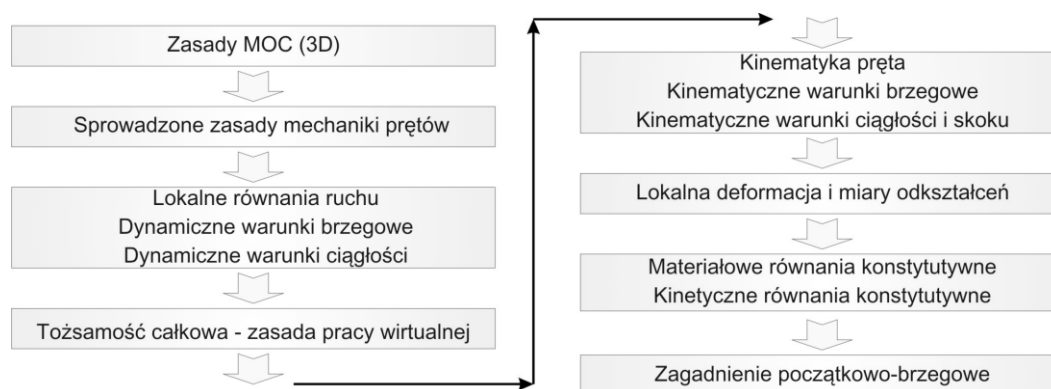 Zasady MOC (3D)
Sprowadzone zasady mechaniki prętów
Lokalne równania ruchu
Dynamiczne warunki brzegowe
Dynamiczne warunki ciągłości
Tożsamość całkowa - zasada pracy wirtualnej
Kinematyka pręta
Kinematyczne warunki brzegowe
Kinematyczne warunki ciągłości i skoku
Lokalna deformacja i miary odkształceń
Materiałowe równania konstytutywne
Kinetyczne równania konstytutywne
Zagadnienie początkowo-brzegowe